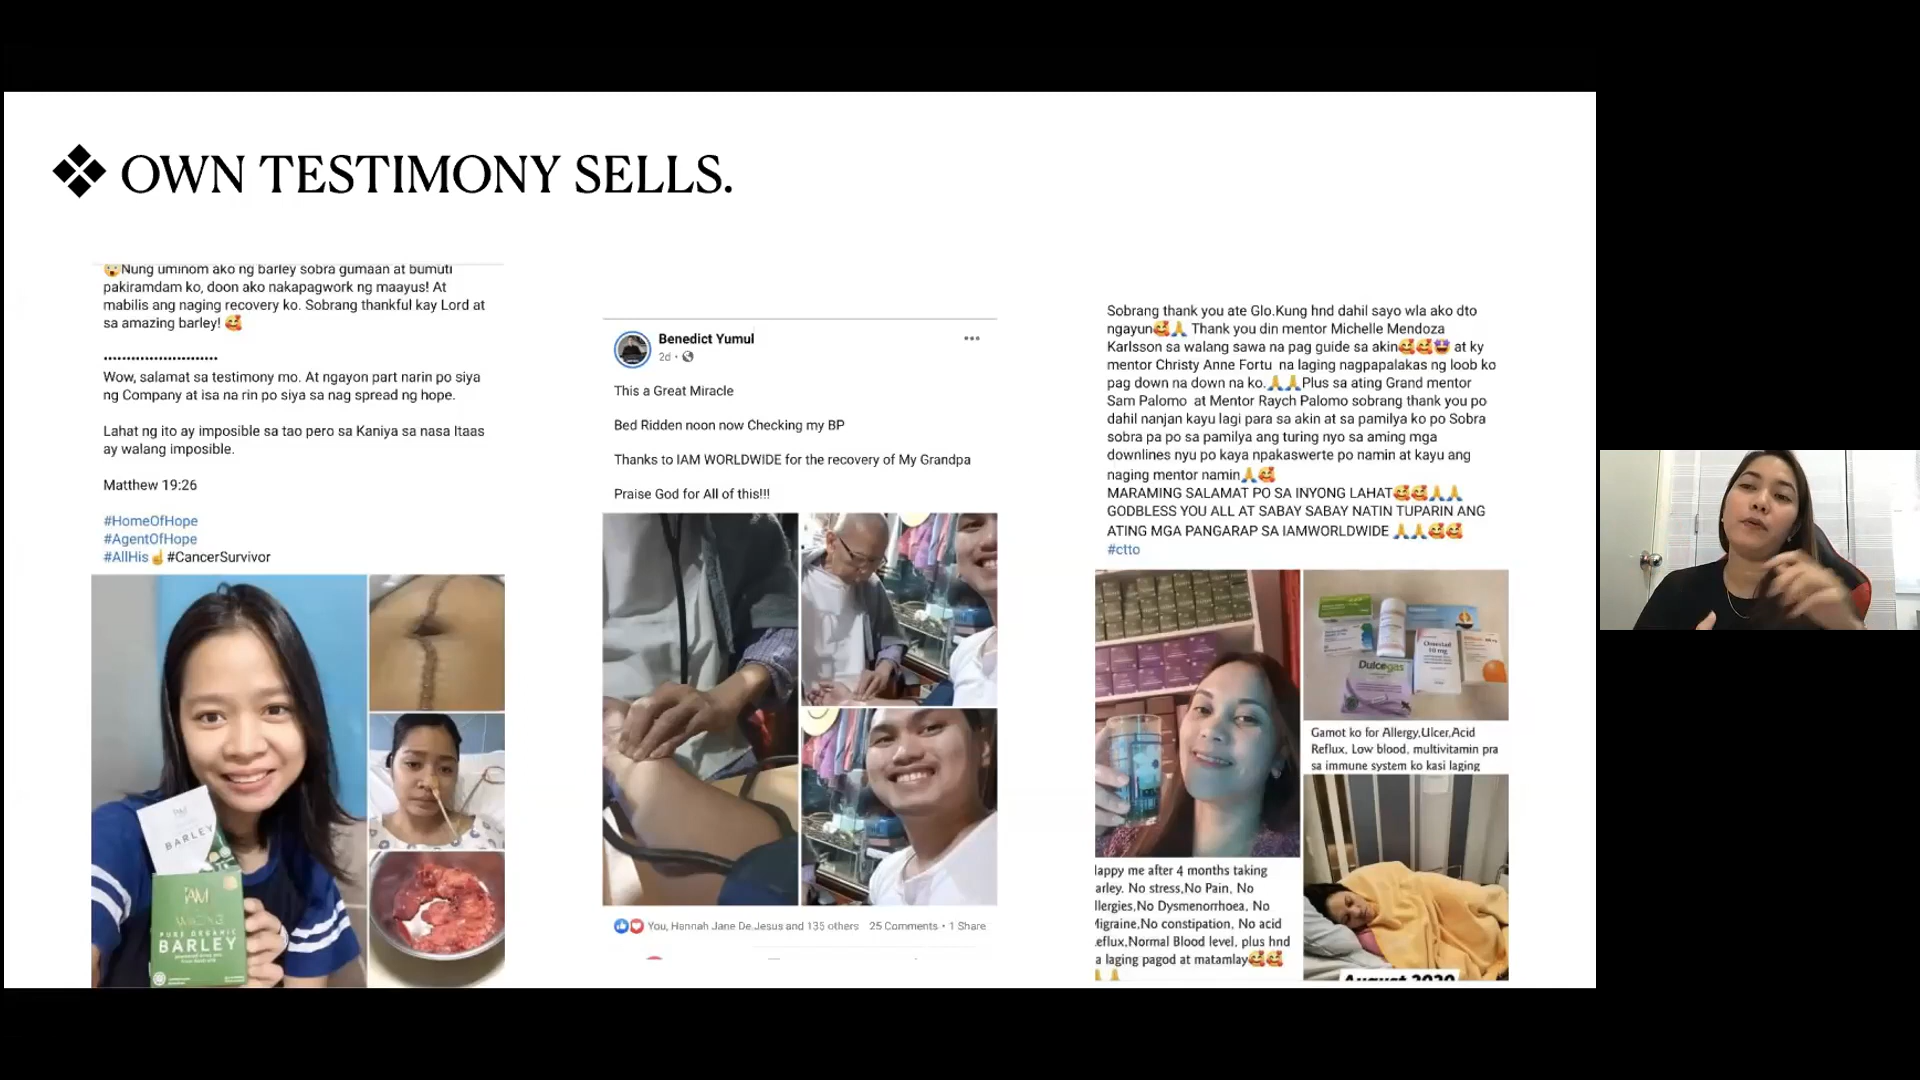 ❖ OWN TESTIMONY SELLS.
😲Nung uminom ako ng barley sobra gumaan at bumuti
pakiramdam ko, doon ako nakapagwork ng maayus! At
mabilis ang naging recovery ko. Sobrang thankful kay Lord at
sa amazing barley! 🥰
.........................
Wow, salamat sa testimony mo. At ngayon part narin po siya
ng Company at isa na rin po siya sa nag spread ng hope.
Lahat ng ito ay imposible sa tao pero sa Kaniya sa nasa Itaas
ay walang imposible.
Matthew 19:26
#HomeOfHope
#AgentOfHope
#AllHis☝#CancerSurvivor
BARLEY
IAM
PURE ORGANIC
BARLEY
Benedict Yumul
2d
This a Great Miracle
Bed Ridden noon now Checking my BP
Thanks to IAM WORLDWIDE for the recovery of My Grandpa
Praise God for All of this!!!
You, Hannah Jane De Jesus and 135 others 25 Comments • 1 Share
Sobrang thank you ate Glo.Kung hnd dahil sayo wla ako dto
ngayun🥰🙏 Thank you din mentor Michelle Mendoza
Karlsson sa walang sawa na pag guide sa akin🥰🥰🤩 at ky
mentor Christy Anne Fortu na laging nagpapalakas ng loob ko
pag down na down na ko.🙏🙏Plus sa ating Grand mentor
Sam Palomo at Mentor Raych Palomo sobrang thank you po
dahil nanjan kayu lagi para sa akin at sa pamilya ko po Sobra
sobra pa po sa pamilya ang turing nyo sa aming mga
downlines nyu po kaya npakaswerte po namin at kayu ang
naging mentor namin🙏🥰
MARAMING SALAMAT PO SA INYONG LAHAT🥰🥰🙏🙏
GODBLESS YOU ALL AT SABAY SABAY NATIN TUPARIN ANG
ATING MGA PANGARAP SA IAMWORLDWIDE 🙏🙏🥰🥰
#ctto
Dulcogas
10 mg
Gamot ko for Allergy,Ulcer,Acid
Reflux, Low blood, multivitamin pra
sa immune system ko kasi laging
appy me after 4 months taking
arley. No stress,No Pain, No
llergies,No Dysmenorrhoea, No
igraine,No constipation, No acid
eflux,Normal Blood level, plus hnd
a laging pagod at matamlay🥰🥰
August 2020